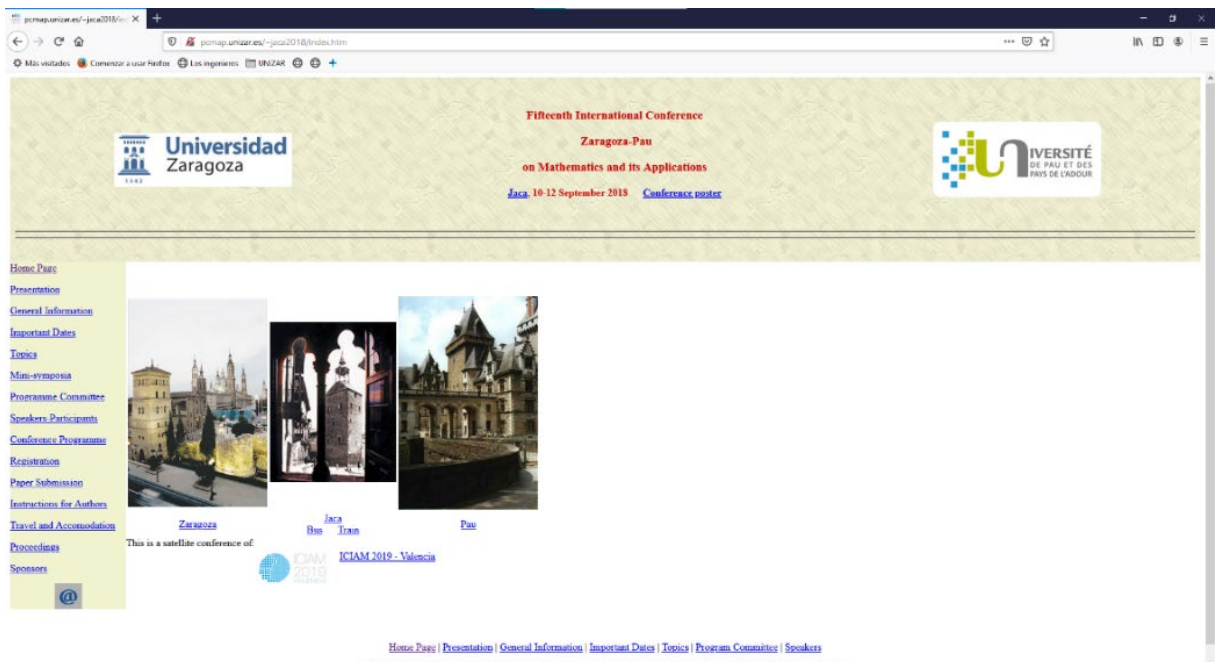 pcmap.unizar.es/~jaca2018/in
pcmap.unizar.es/~jaca2018/index.htm
Más visitados Comenzar a usar Firefox Los ingenieros UNIZAR
Universidad
Zaragoza
1542
Fifteenth International Conference
Zaragoza-Pau
on Mathematics and its Applications
Jaca, 10-12 September 2018 Conference poster
UNIVERSITÉ
DE PAU ET DES
PAYS DE L'ADOUR
Home Page
Presentation
General Information
Important Dates
Topics
Mini-symposia
Programme Committee
Speakers Participants
Conference Programme
Registration
Paper Submission
Instructions for Authors
Travel and Accomodation
Proceedings
Sponsors
@
Zaragoza
Jaca
Bus Train
Pau
This is a satellite conference of:
ICIAM
2019
VALENCIA
ICIAM 2019 - Valencia
Home Page | Presentation | General Information | Important Dates | Topics | Program Committee | Speakers